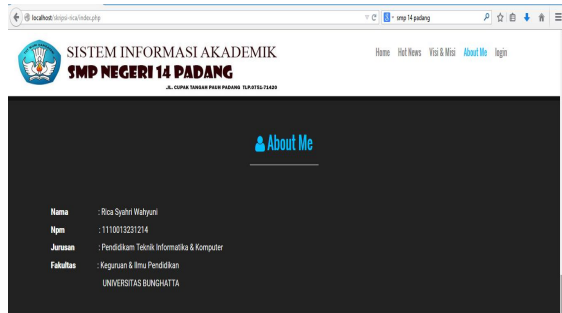 localhost/skripsi-rica/index.php
smp 14 padang
SISTEM INFORMASI AKADEMIK
SMP NEGERI 14 PADANG
JL. CUPAK TANGAH PAUH PADANG TLP.0751-71420
Home Hot News Visi & Misi About Me login
About Me
Nama : Rica Syahri Wahyuni
Npm : 1110013231214
Jurusan : Pendidikam Teknik Informatika & Komputer
Fakultas : Keguruan & Ilmu Pendidikan
UNIVERSITAS BUNGHATTA